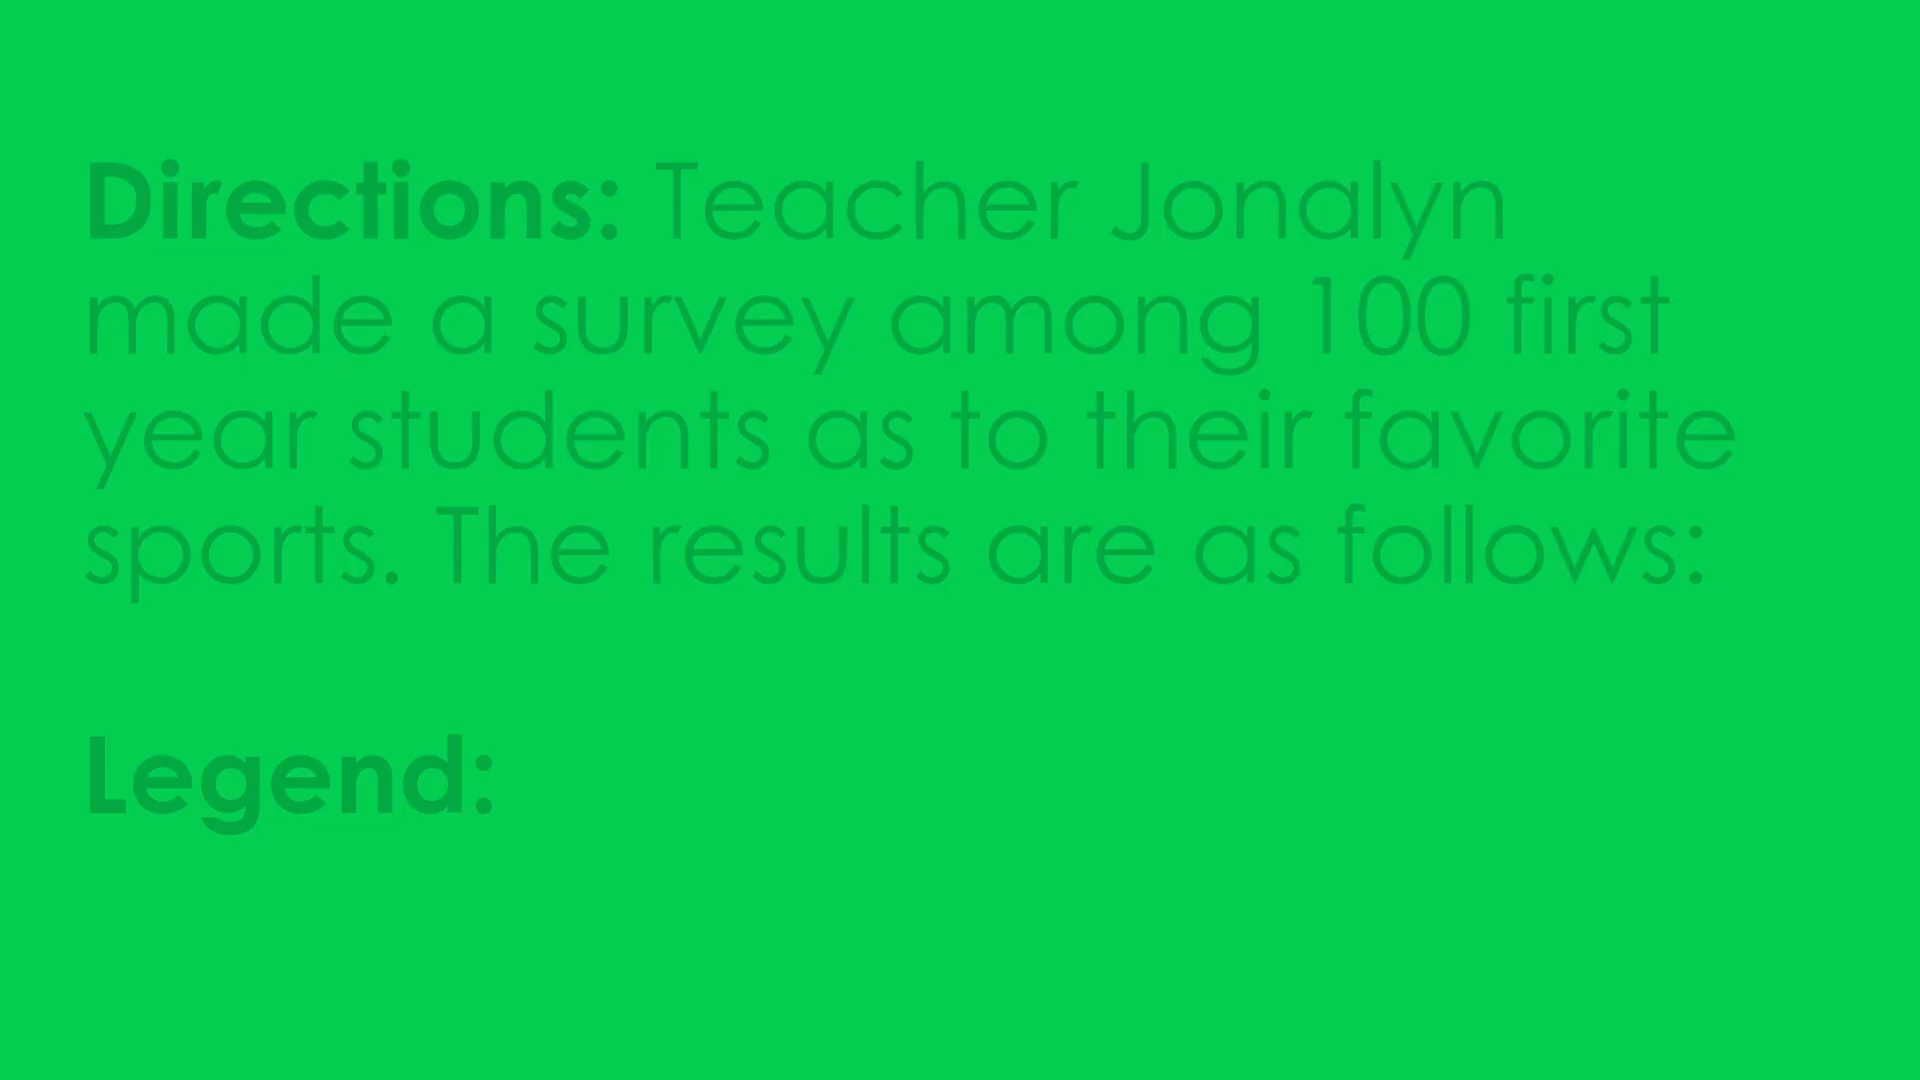 Directions: Teacher Jonalyn
made a survey among 100 first
year students as to their favorite
sports. The results are as follows:
Legend: